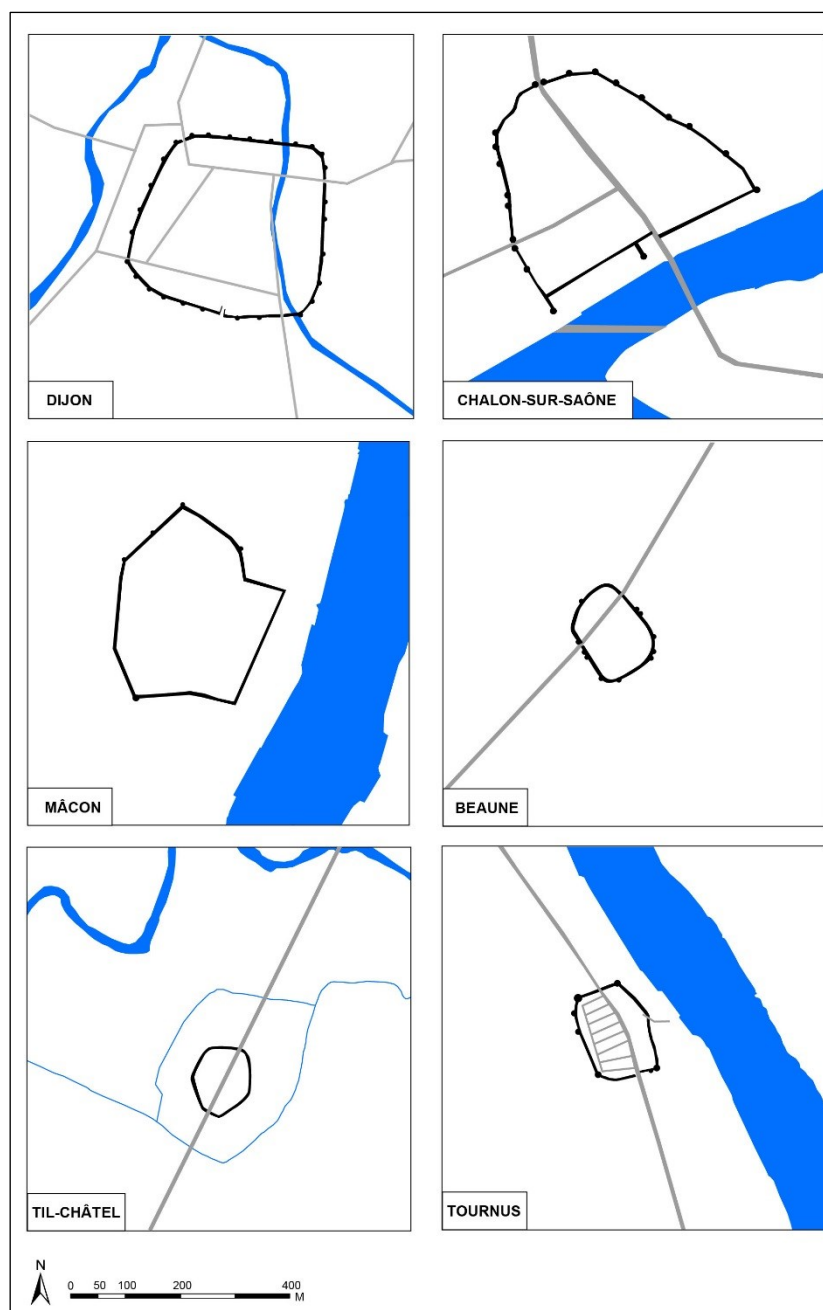 DIJON
CHALON-SUR-SAÔNE
MÂCON
BEAUNE
TIL-CHÂTEL
TOURNUS
N
0 50 100 200 400
M